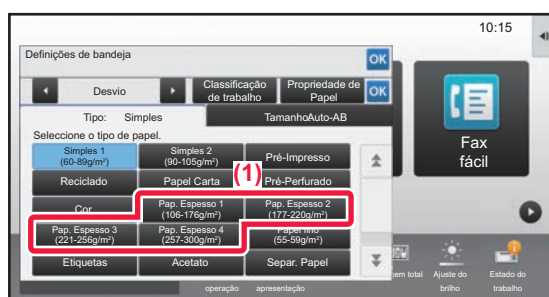 10:15
Definições de bandeja
OK
Desvio
Classificação
de trabalho
Propriedade de
Papel
OK
Tipo: Simples
TamanhoAuto-AB
Seleccione o tipo de papel.
Simples 1
(60-89g/m²)
Simples 2
(90-105g/m²)
Pré-Impresso
Reciclado
Papel Carta
(1)
Pré-Perfurado
Cor
Pap. Espesso 1
(106-176g/m²)
Pap. Espesso 2
(177-220g/m²)
Pap. Espesso 3
(221-256g/m²)
Pap. Espesso 4
(257-300g/m²)
Papel fino
(55-59g/m²)
Etiquetas
Acetato
Separ. Papel
Fax
fácil
operação
apresentação
em total
Ajuste do
brilho
Estado do
trabalho